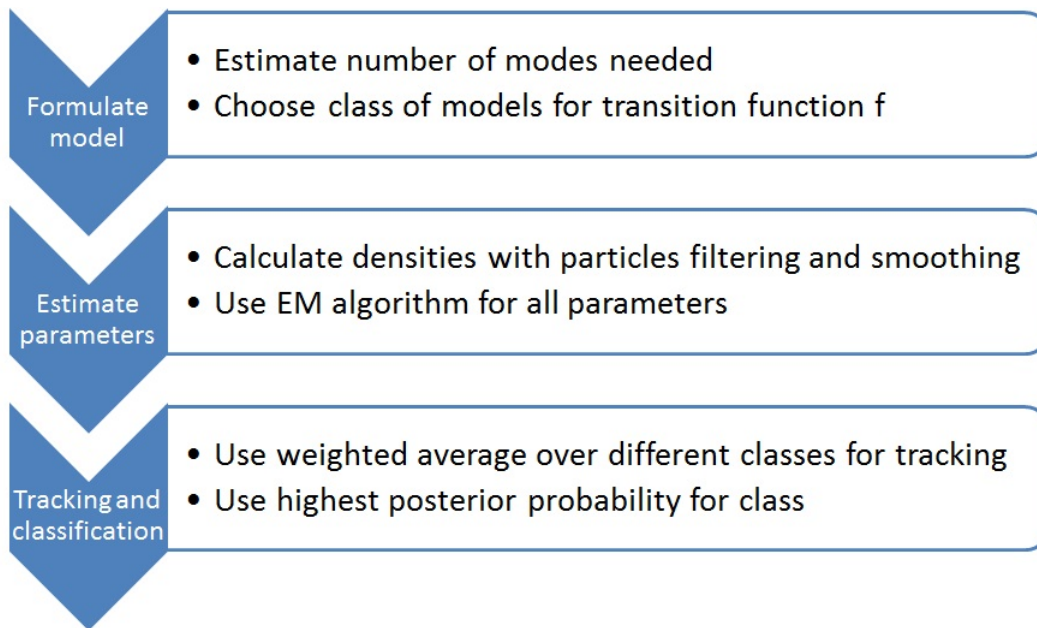 Formulate
model
• Estimate number of modes needed
• Choose class of models for transition function f
Estimate
parameters
• Calculate densities with particles filtering and smoothing
• Use EM algorithm for all parameters
Tracking and
classification
• Use weighted average over different classes for tracking
• Use highest posterior probability for class